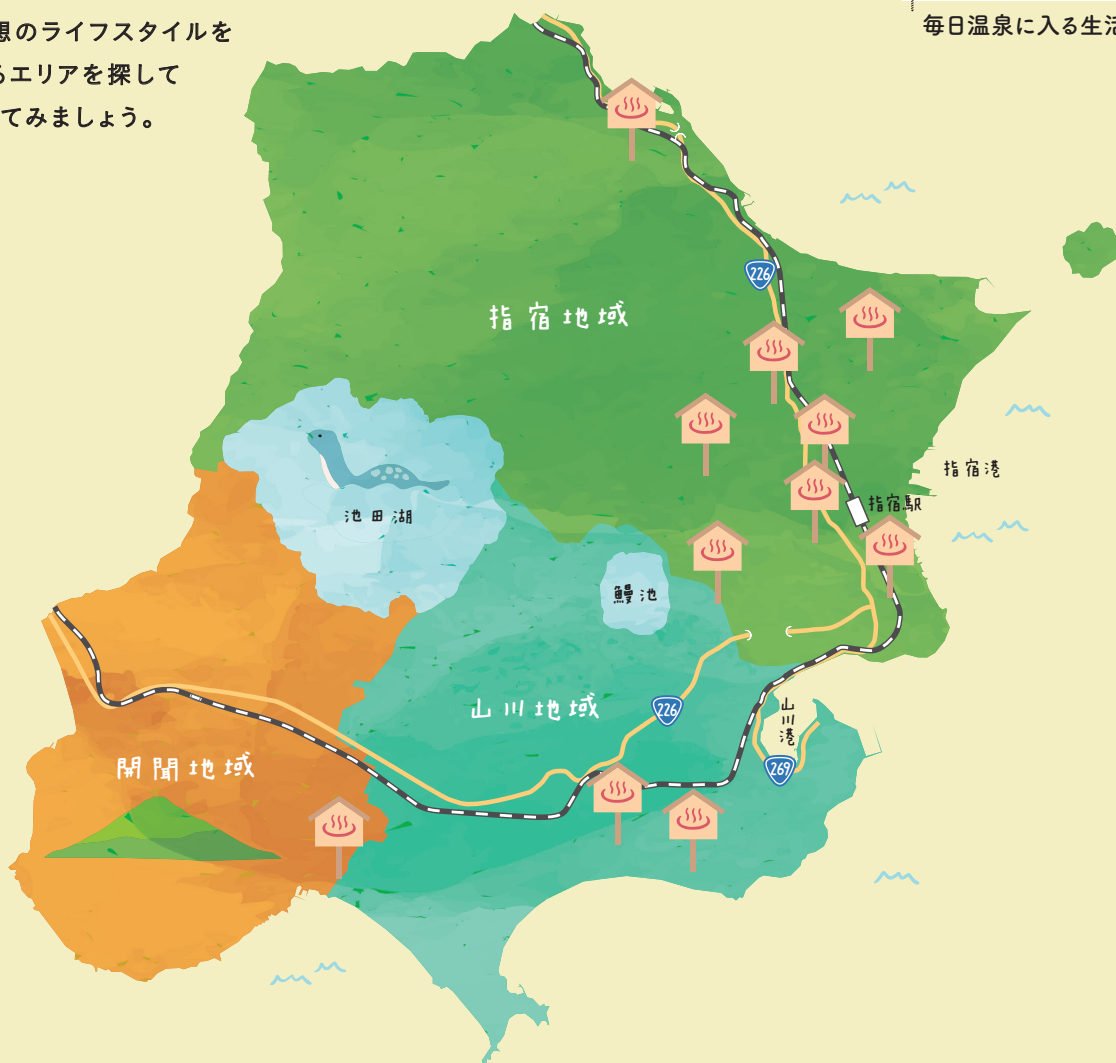 想のライフスタイルを
るエリアを探して
てみましょう。
毎日温泉に入る生活
226
指宿地域
指宿港
指宿駅
池田湖
鰻池
山川地域
226
山川港
269
開聞地域